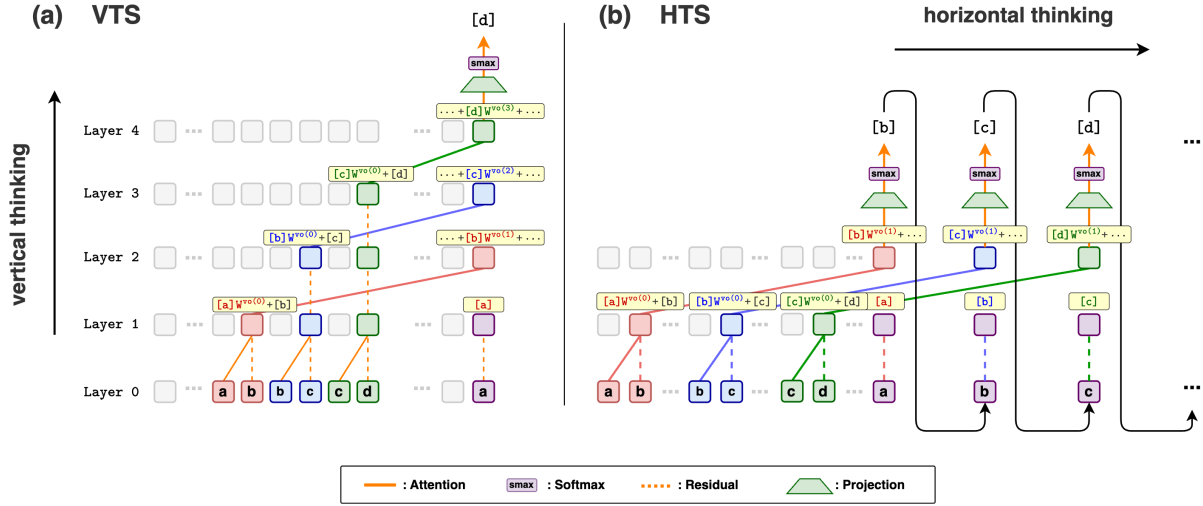 (a) VTS
[d]
smax
···+[d]W^vo(3)+···
Layer 4
[c]W^vo(0)+[d]
···+[c]W^vo(2)+···
Layer 3
[b]W^vo(0)+[c]
···+[b]W^vo(1)+···
Layer 2
[a]W^vo(0)+[b]
[a]
Layer 1
Layer 0
a b b c c d a
vertical thinking
(b) HTS
horizontal thinking
[b] [c] [d]
smax smax smax
[b]W^vo(1)+··· [c]W^vo(1)+··· [d]W^vo(1)+···
[a]W^vo(0)+[b] [b]W^vo(0)+[c] [c]W^vo(0)+[d] [a] [b] [c]
a b b c c d a b c
: Attention smax : Softmax : Residual : Projection